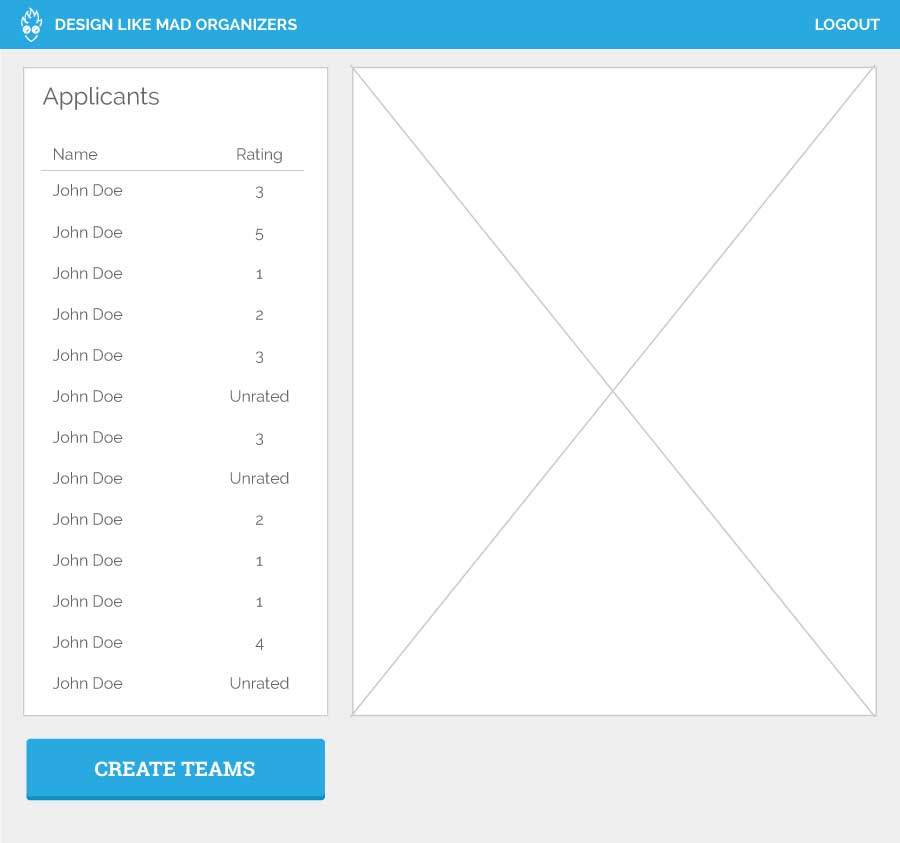 DESIGN LIKE MAD ORGANIZERS LOGOUT
Applicants
Name Rating
John Doe 3
John Doe 5
John Doe 1
John Doe 2
John Doe 3
John Doe Unrated
John Doe 3
John Doe Unrated
John Doe 2
John Doe 1
John Doe 1
John Doe 4
John Doe Unrated
CREATE TEAMS